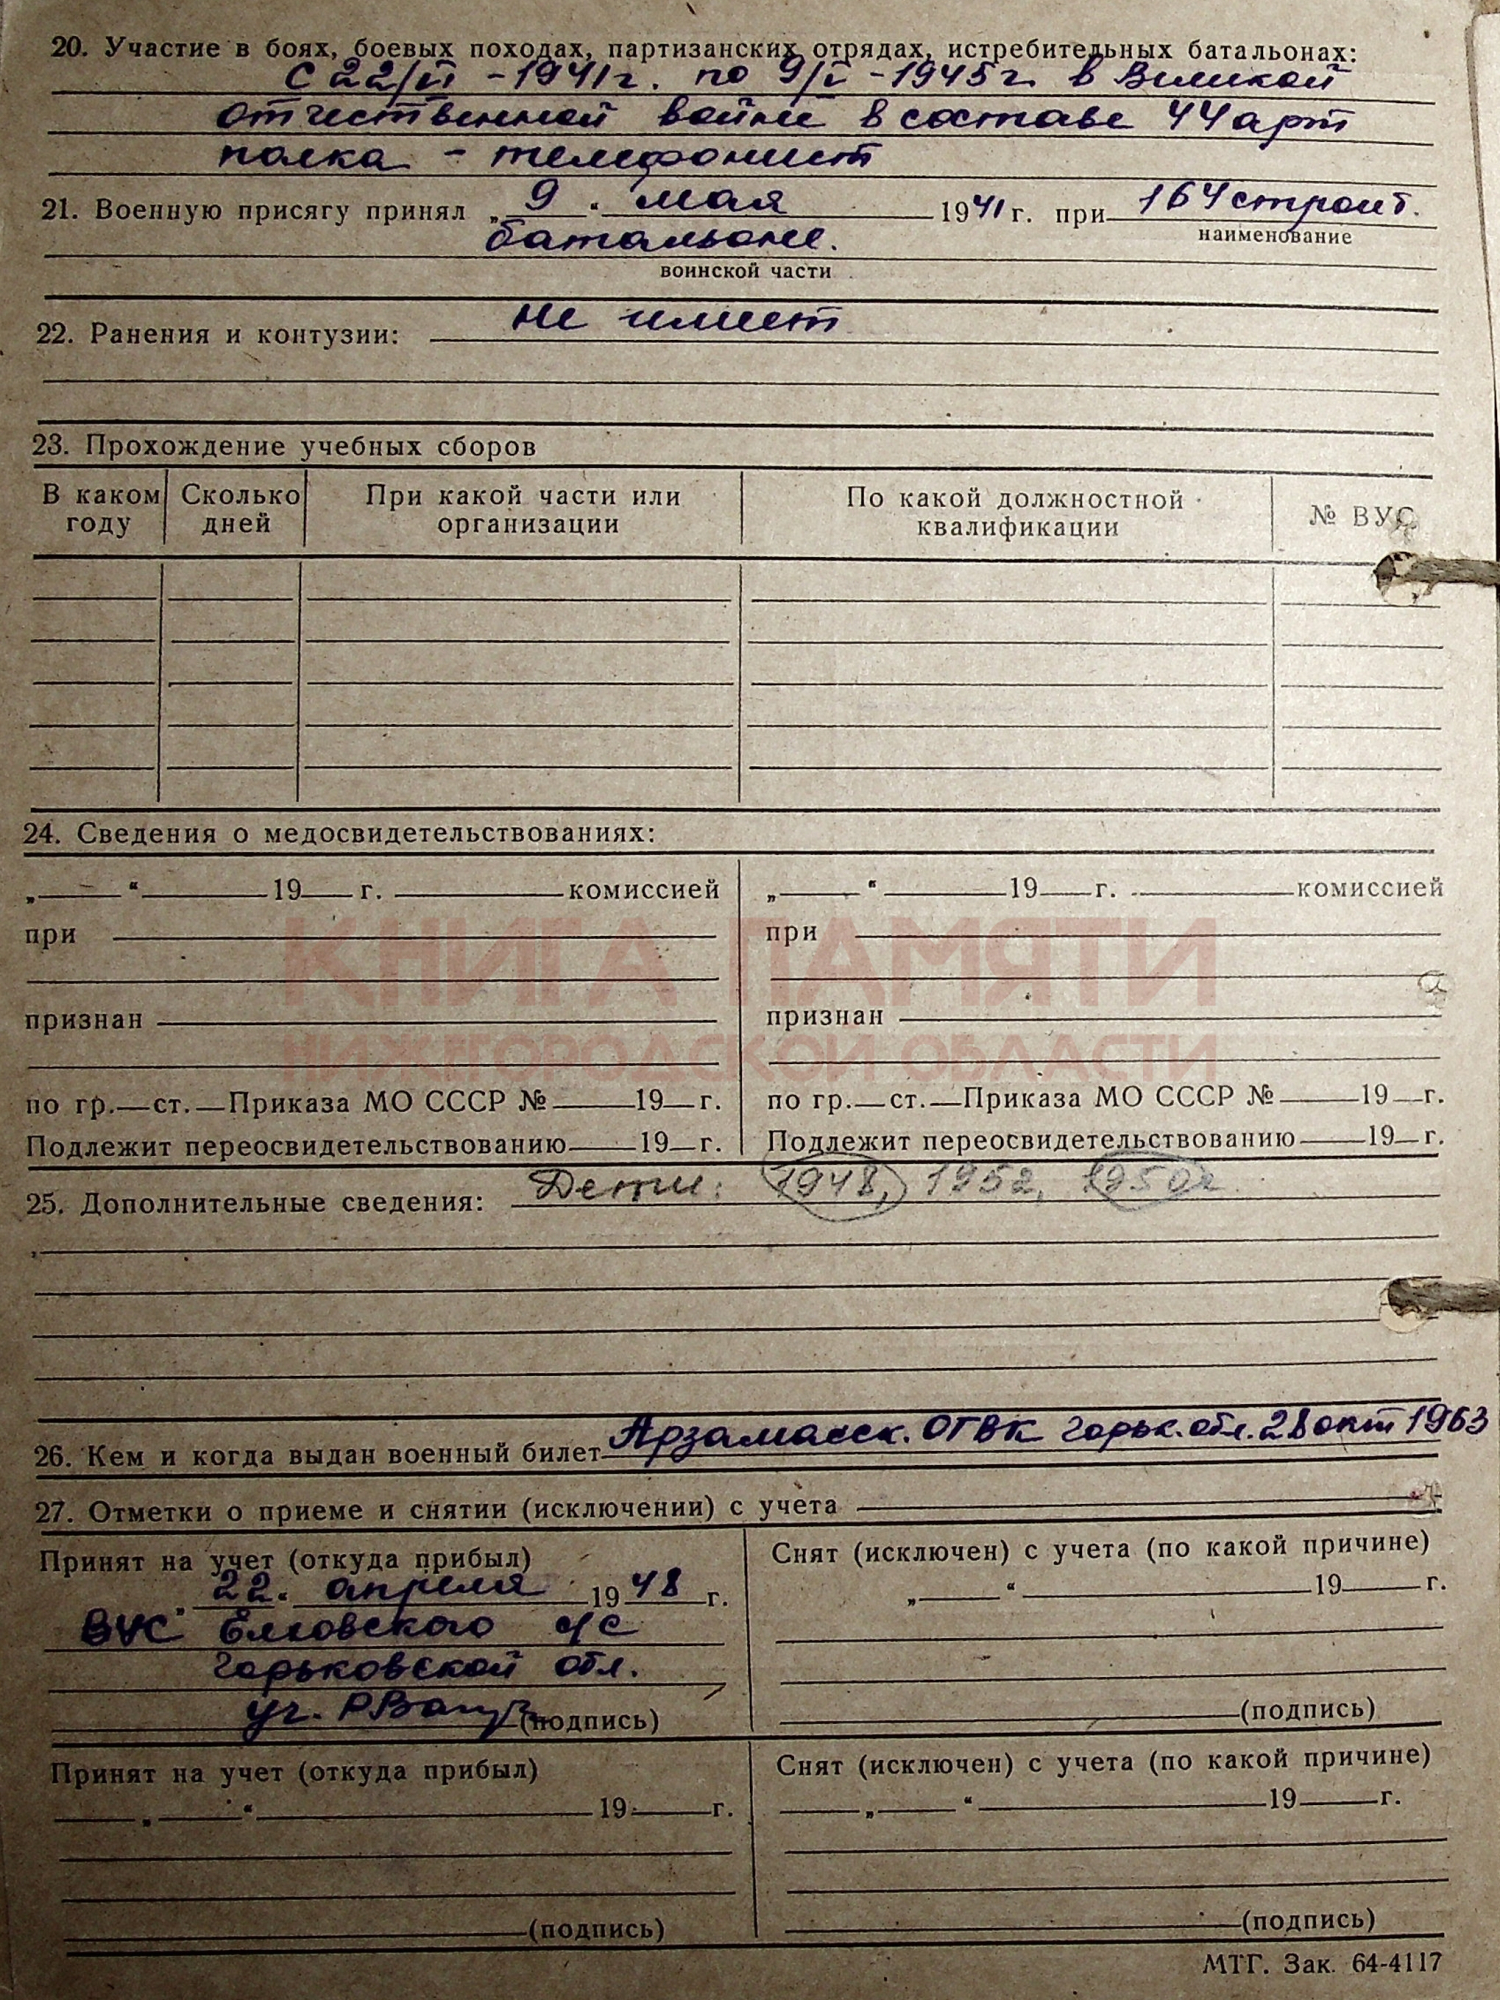 20. Участие в боях, боевых походах, партизанских отрядах, истребительных батальонах:
с 22/VI - 1941 г. по 9/V - 1945 г. в Великой
отечественной войне в составе 44 арт
полка - телефонист
21. Военную присягу принял „ 9 “ мая 1941 г. при 164 строит.
наименование
батальоне.
воинской части
22. Ранения и контузии: не имеет
23. Прохождение учебных сборов
В каком году Сколько дней При какой части или организации По какой должностной квалификации № ВУС
24. Сведения о медосвидетельствованиях:
„ “ 19 г. комиссией „ “ 19 г. комиссией
при при
КНИГА ПАМЯТИ
признан признан
НИЖЕГОРОДСКОЙ ОБЛАСТИ
по гр. ст. Приказа МО СССР № 19 г. по гр. ст. Приказа МО СССР № 19 г.
Подлежит переосвидетельствованию 19 г. Подлежит переосвидетельствованию 19 г.
25. Дополнительные сведения: Дети: 1948, 1952,
26. Кем и когда выдан военный билет Арзамасск. ОГВК Горьк. обл. 28 окт 1963
27. Отметки о приеме и снятии (исключении) с учета
Принят на учет (откуда прибыл) Снят (исключен) с учета (по какой причине)
22. апреля 1948 г. „ “ 19 г.
ВУС с/с
Горьковской обл.
уч. (подпись) (подпись)
Принят на учет (откуда прибыл) Снят (исключен) с учета (по какой причине)
„ “ 19 г. „ “ 19 г.
(подпись) (подпись)
МТГ. Зак. 64-4117